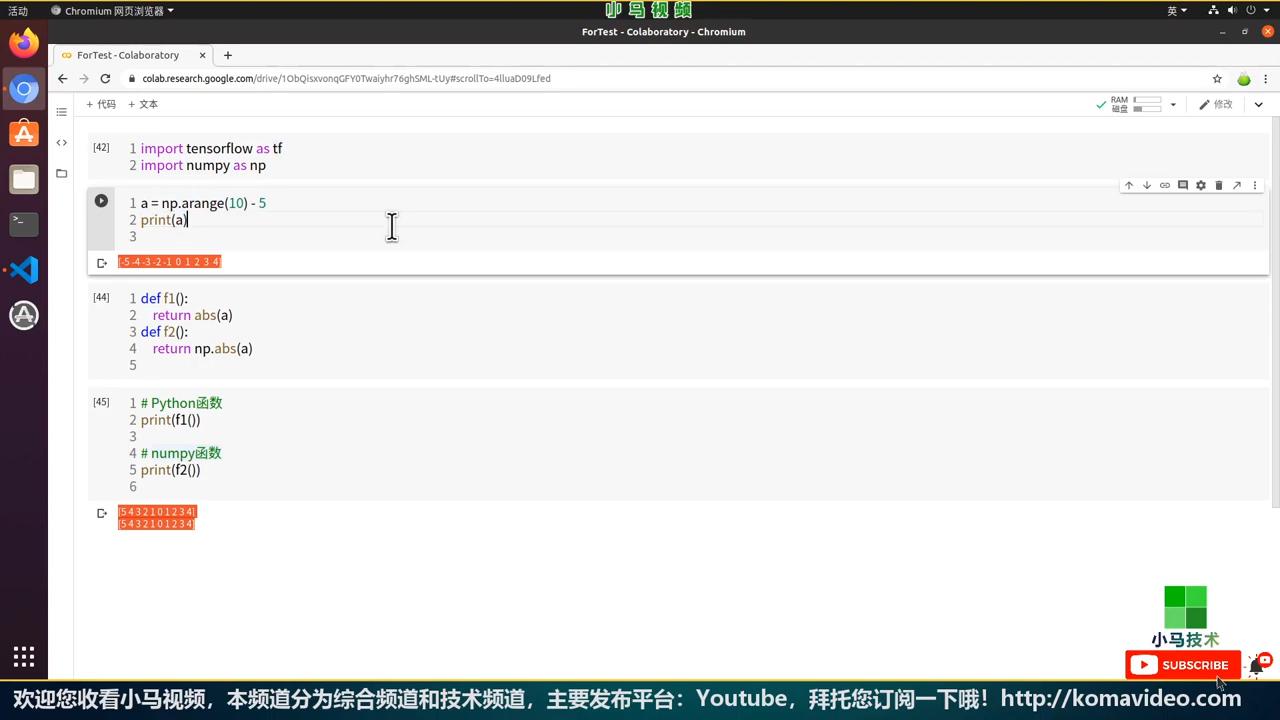 活动
Chromium 网页浏览器
小马视频
英
ForTest - Colaboratory - Chromium
ForTest - Colaboratory
colab.research.google.com/drive/1ObQisxvonqGFY0Twaiyhr76ghSML-tUy#scrollTo=4lluaD09Lfed
+ 代码 + 文本
RAM
磁盘
修改
[42]
1 import tensorflow as tf
2 import numpy as np
1 a = np.arange(10) - 5
2 print(a)
3
[-5 -4 -3 -2 -1 0 1 2 3 4]
[44]
1 def f1():
2 return abs(a)
3 def f2():
4 return np.abs(a)
5
[45]
1 # Python函数
2 print(f1())
3
4 # numpy函数
5 print(f2())
6
[5 4 3 2 1 0 1 2 3 4]
[5 4 3 2 1 0 1 2 3 4]
小马技术
SUBSCRIBE
欢迎您收看小马视频，本频道分为综合频道和技术频道，主要发布平台：Youtube，拜托您订阅一下哦！http://komavideo.com